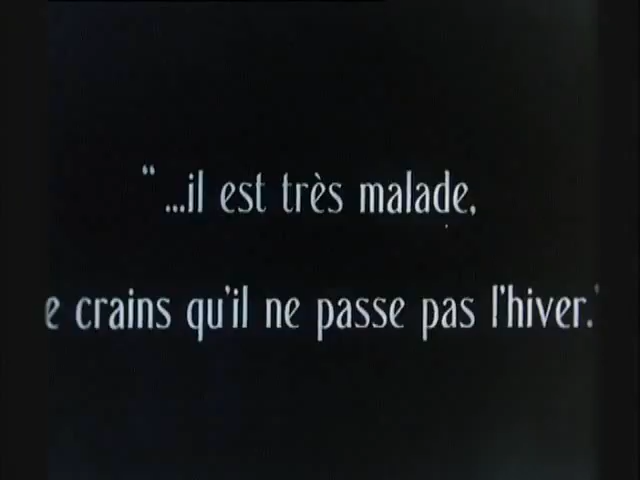 “...il est très malade,
e crains qu'il ne passe pas l'hiver."